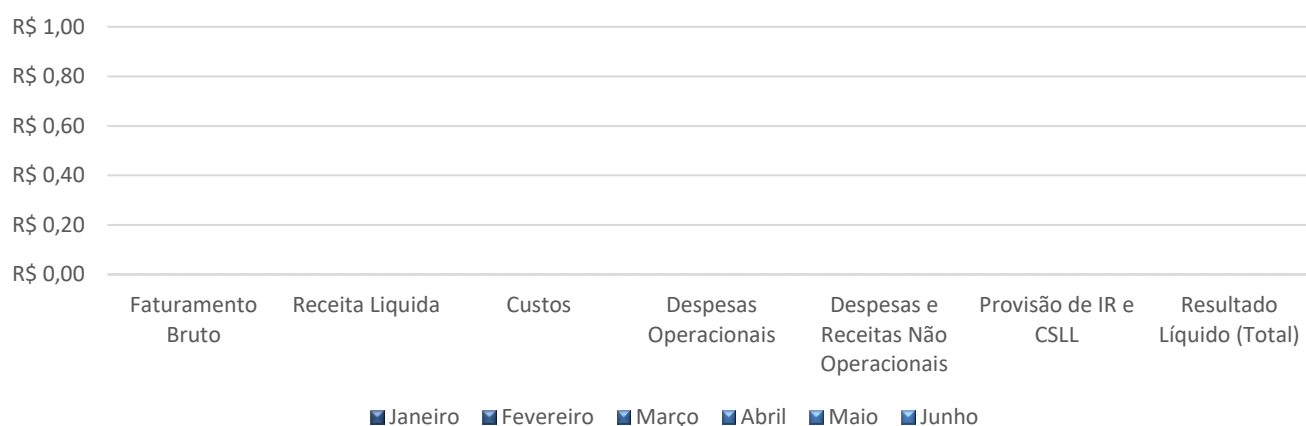 R$ 1,00
R$ 0,80
R$ 0,60
R$ 0,40
R$ 0,20
R$ 0,00
Faturamento
Bruto
Receita Liquida
Custos
Despesas
Operacionais
Despesas e
Receitas Não
Operacionais
Provisão de IR e
CSLL
Resultado
Líquido (Total)
Janeiro Fevereiro Março Abril Maio Junho